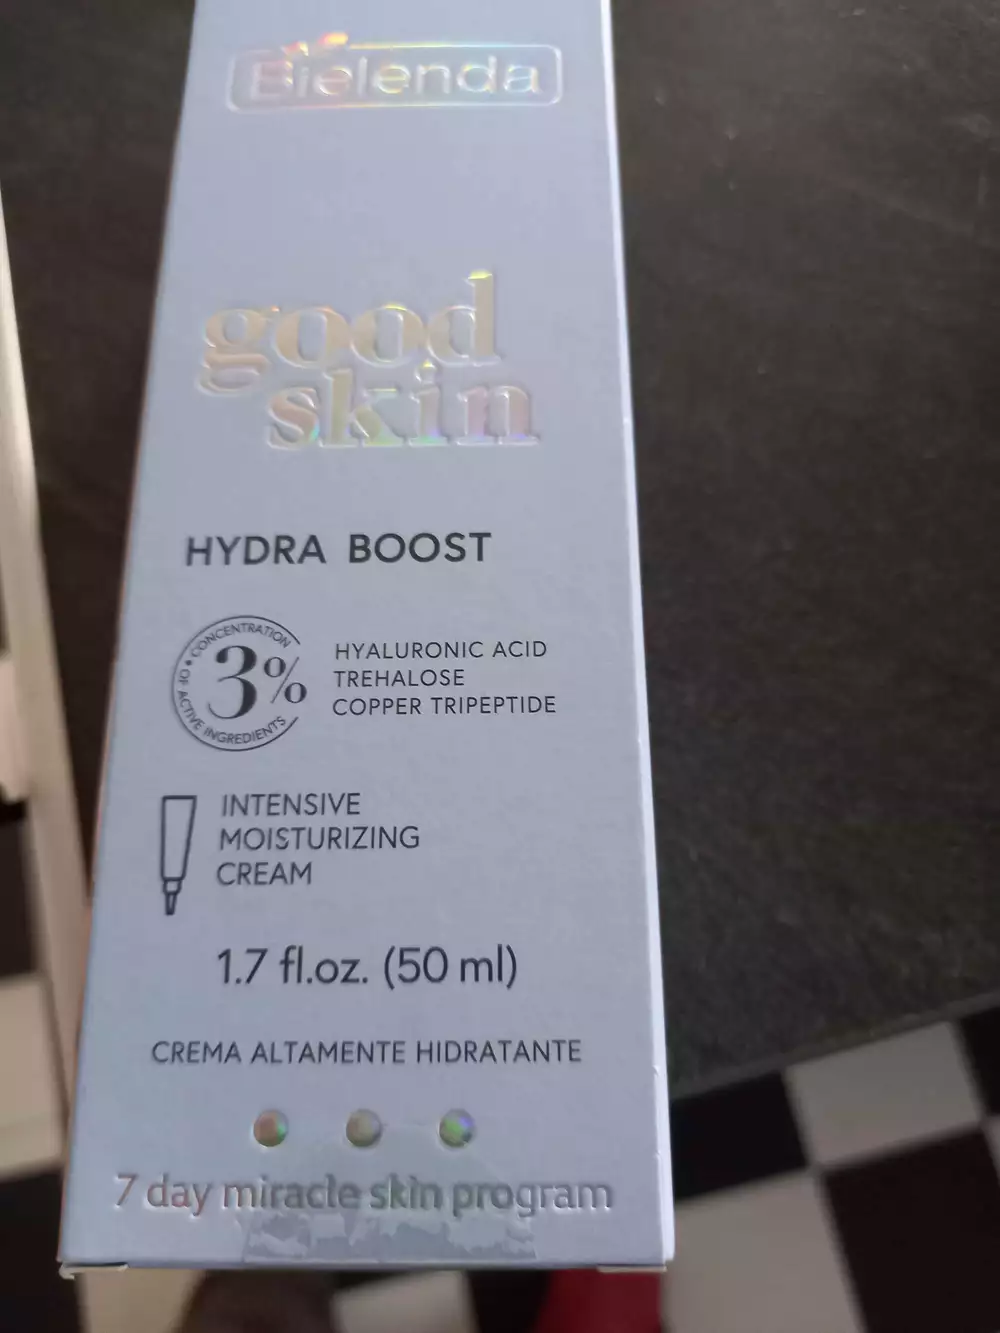 Bielenda
good
skin
HYDRA BOOST
CONCENTRATION OF ACTIVE INGREDIENTS
3%
HYALURONIC ACID
TREHALOSE
COPPER TRIPEPTIDE
INTENSIVE
MOISTURIZING
CREAM
1.7 fl.oz. (50 ml)
CREMA ALTAMENTE HIDRATANTE
7 day miracle skin program